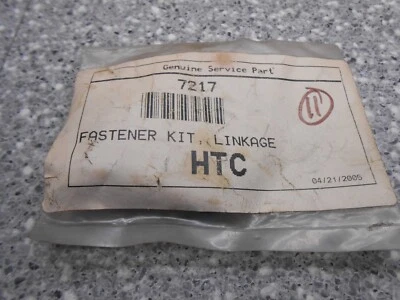 Genuine Service Part
7217
FASTENER KIT, LINKAGE
HTC
04/21/2005